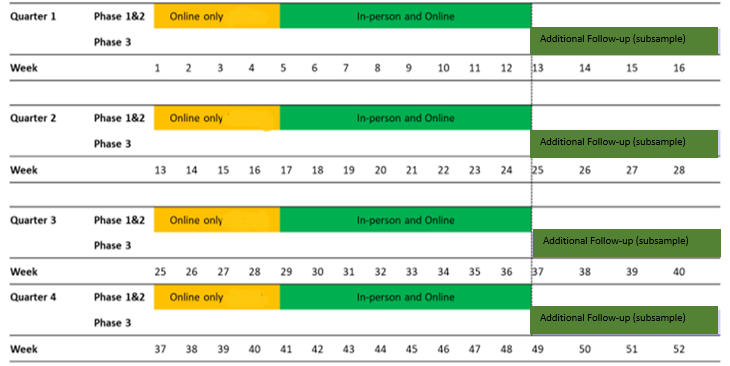 Quarter 1 Phase 1&2 Online only In-person and Online
Phase 3 Additional Follow-up (subsample)
Week 1 2 3 4 5 6 7 8 9 10 11 12 13 14 15 16
Quarter 2 Phase 1&2 Online only In-person and Online
Phase 3 Additional Follow-up (subsample)
Week 13 14 15 16 17 18 19 20 21 22 23 24 25 26 27 28
Quarter 3 Phase 1&2 Online only In-person and Online
Phase 3 Additional Follow-up (subsample)
Week 25 26 27 28 29 30 31 32 33 34 35 36 37 38 39 40
Quarter 4 Phase 1&2 Online only In-person and Online
Phase 3 Additional Follow-up (subsample)
Week 37 38 39 40 41 42 43 44 45 46 47 48 49 50 51 52